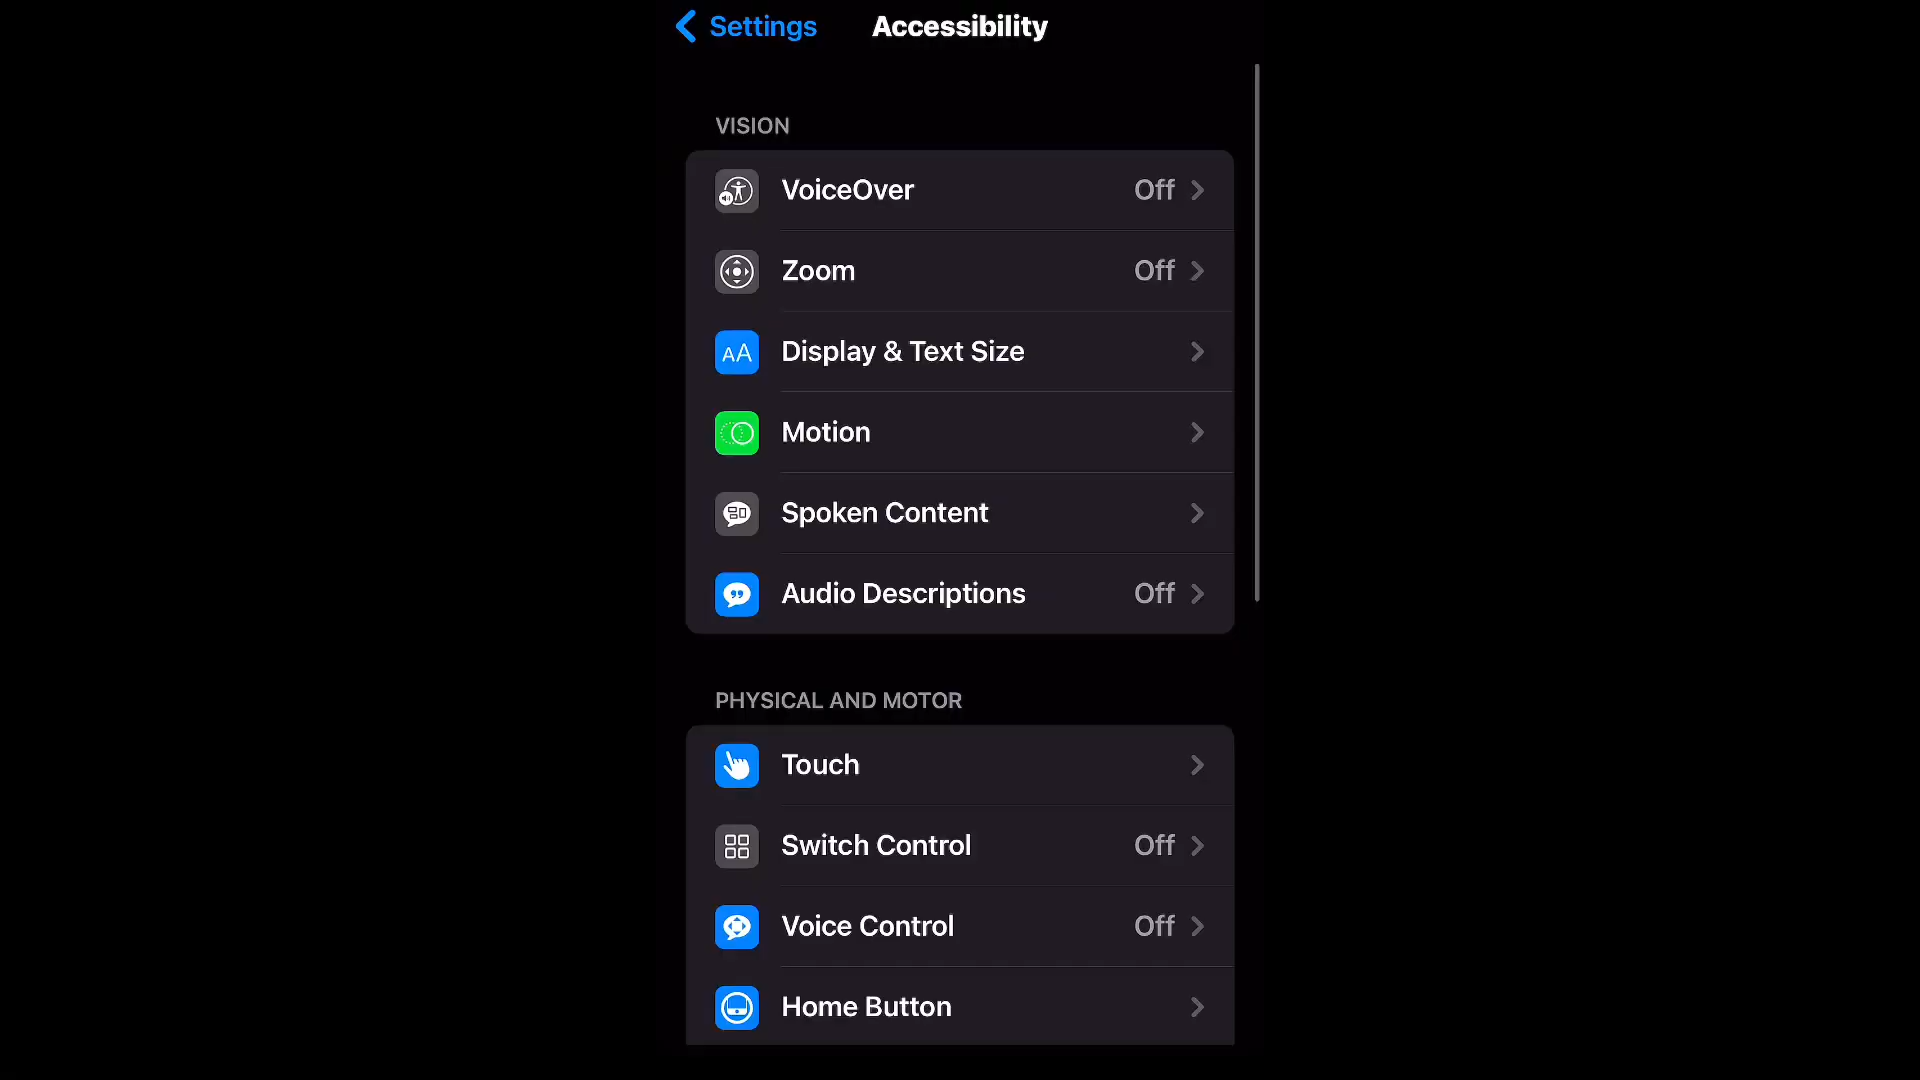 Settings Accessibility
VISION
VoiceOver Off
Zoom Off
AA Display & Text Size
Motion
Spoken Content
Audio Descriptions Off
PHYSICAL AND MOTOR
Touch
Switch Control Off
Voice Control Off
Home Button